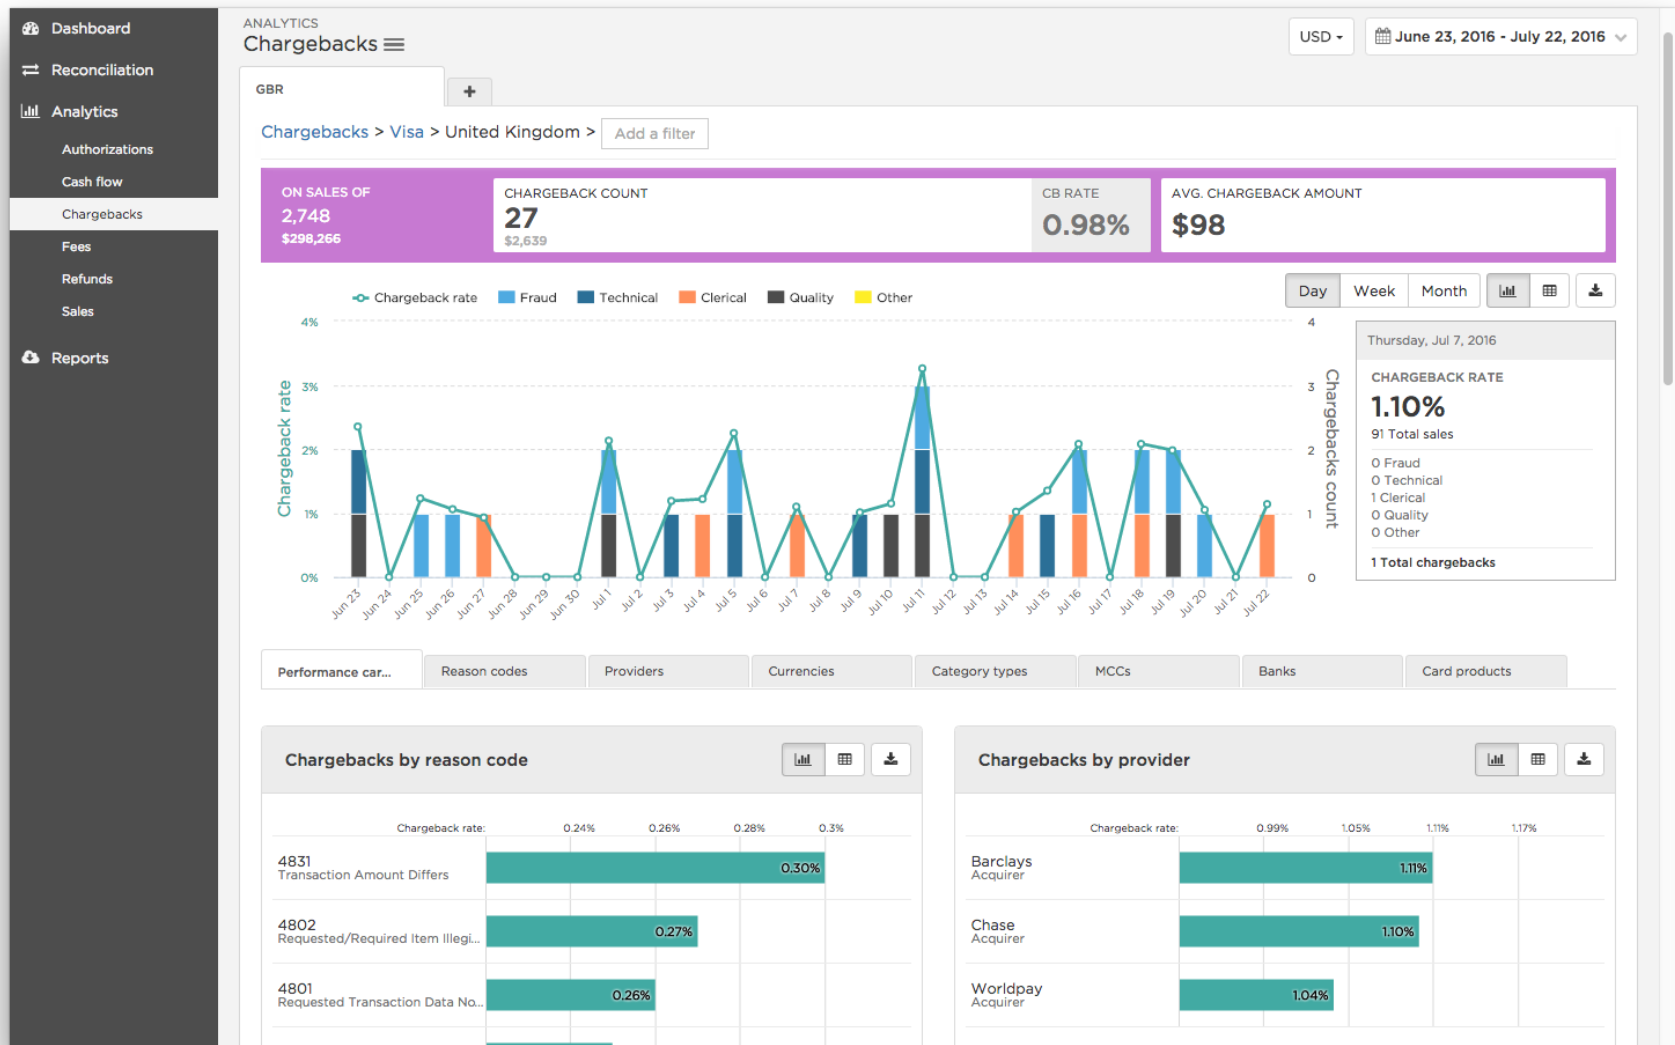 Dashboard
Reconciliation
Analytics
Authorizations
Cash flow
Chargebacks
Fees
Refunds
Sales
Reports
ANALYTICS
Chargebacks
USD
June 23, 2016 - July 22, 2016
GBR
+
Chargebacks > Visa > United Kingdom > Add a filter
ON SALES OF
2,748
$298,266
CHARGEBACK COUNT
27
$2,639
CB RATE
0.98%
AVG. CHARGEBACK AMOUNT
$98
Chargeback rate Fraud Technical Clerical Quality Other
Day Week Month
4%
3%
2%
1%
0%
Chargeback rate
4
3
2
1
0
Chargebacks count
Jun 23 Jun 24 Jun 25 Jun 26 Jun 27 Jun 28 Jun 29 Jun 30 Jul 1 Jul 2 Jul 3 Jul 4 Jul 5 Jul 6 Jul 7 Jul 8 Jul 9 Jul 10 Jul 11 Jul 12 Jul 13 Jul 14 Jul 15 Jul 16 Jul 17 Jul 18 Jul 19 Jul 20 Jul 21 Jul 22
Thursday, Jul 7, 2016
CHARGEBACK RATE
1.10%
91 Total sales
0 Fraud
0 Technical
1 Clerical
0 Quality
0 Other
1 Total chargebacks
Performance car... Reason codes Providers Currencies Category types MCCs Banks Card products
Chargebacks by reason code
Chargeback rate: 0.24% 0.26% 0.28% 0.3%
4831
Transaction Amount Differs
0.30%
4802
Requested/Required Item Illegi...
0.27%
4801
Requested Transaction Data No...
0.26%
Chargebacks by provider
Chargeback rate: 0.99% 1.05% 1.11% 1.17%
Barclays
Acquirer
1.11%
Chase
Acquirer
1.10%
Worldpay
Acquirer
1.04%